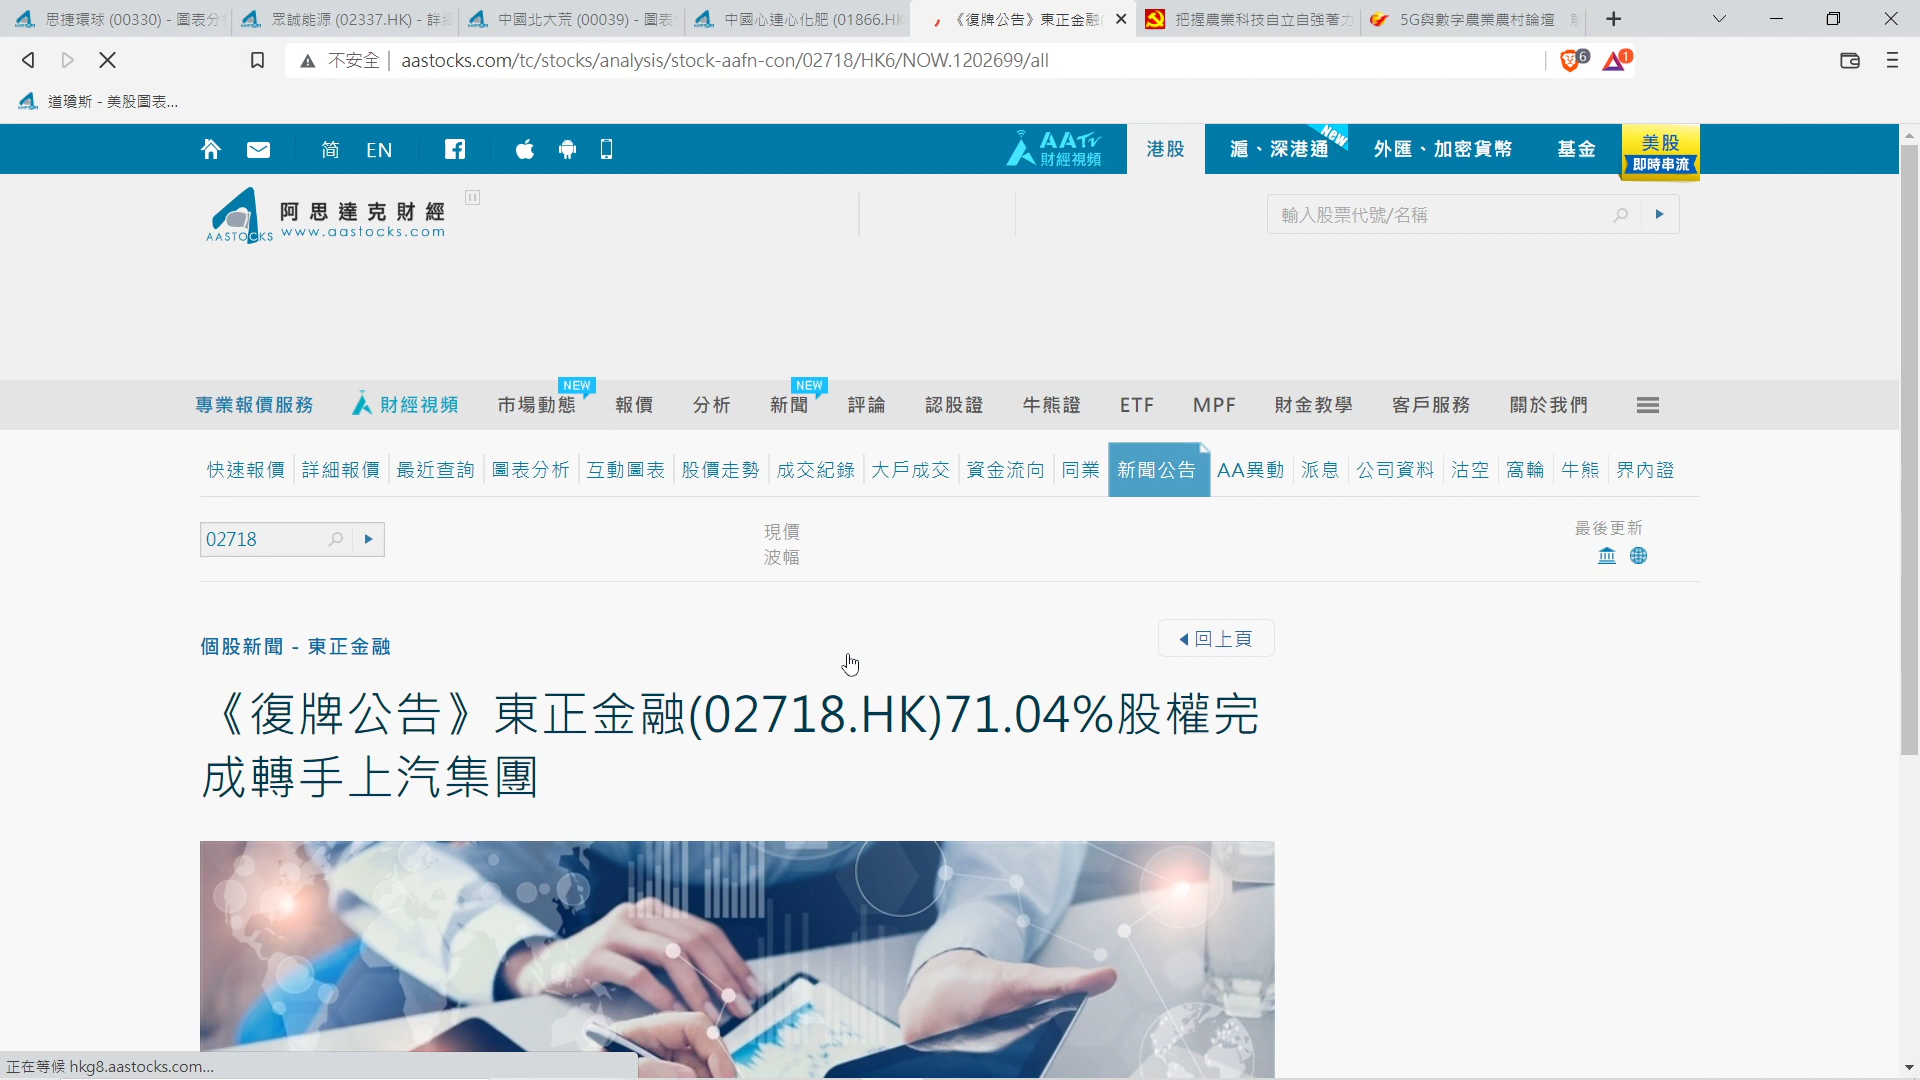 思捷環球 (00330) - 圖表分
眾誠能源 (02337.HK) - 詳細
中國北大荒 (00039) - 圖表
中國心連心化肥 (01866.HK
《復牌公告》東正金融(
把握農業科技自立自強著力
5G與數字農業農村論壇
不安全 | aastocks.com/tc/stocks/analysis/stock-aafn-con/02718/HK6/NOW.1202699/all
6
1
道瓊斯 - 美股圖表...
简 EN
AATV 財經視頻
港股
滬、深港通
New
外匯、加密貨幣
基金
美股
即時串流
AASTOCKS
阿思達克財經
www.aastocks.com
輸入股票代號/名稱
專業報價服務
財經視頻
市場動態
NEW
報價
分析
新聞
NEW
評論
認股證
牛熊證
ETF
MPF
財金教學
客戶服務
關於我們
快速報價 詳細報價 最近查詢 圖表分析 互動圖表 股價走勢 成交紀錄 大戶成交 資金流向 同業 新聞公告 AA異動 派息 公司資料 沽空 窩輪 牛熊 界內證
02718
現價
波幅
最後更新
個股新聞 - 東正金融
回上頁
《復牌公告》東正金融(02718.HK)71.04%股權完
成轉手上汽集團
正在等候 hkg8.aastocks.com...